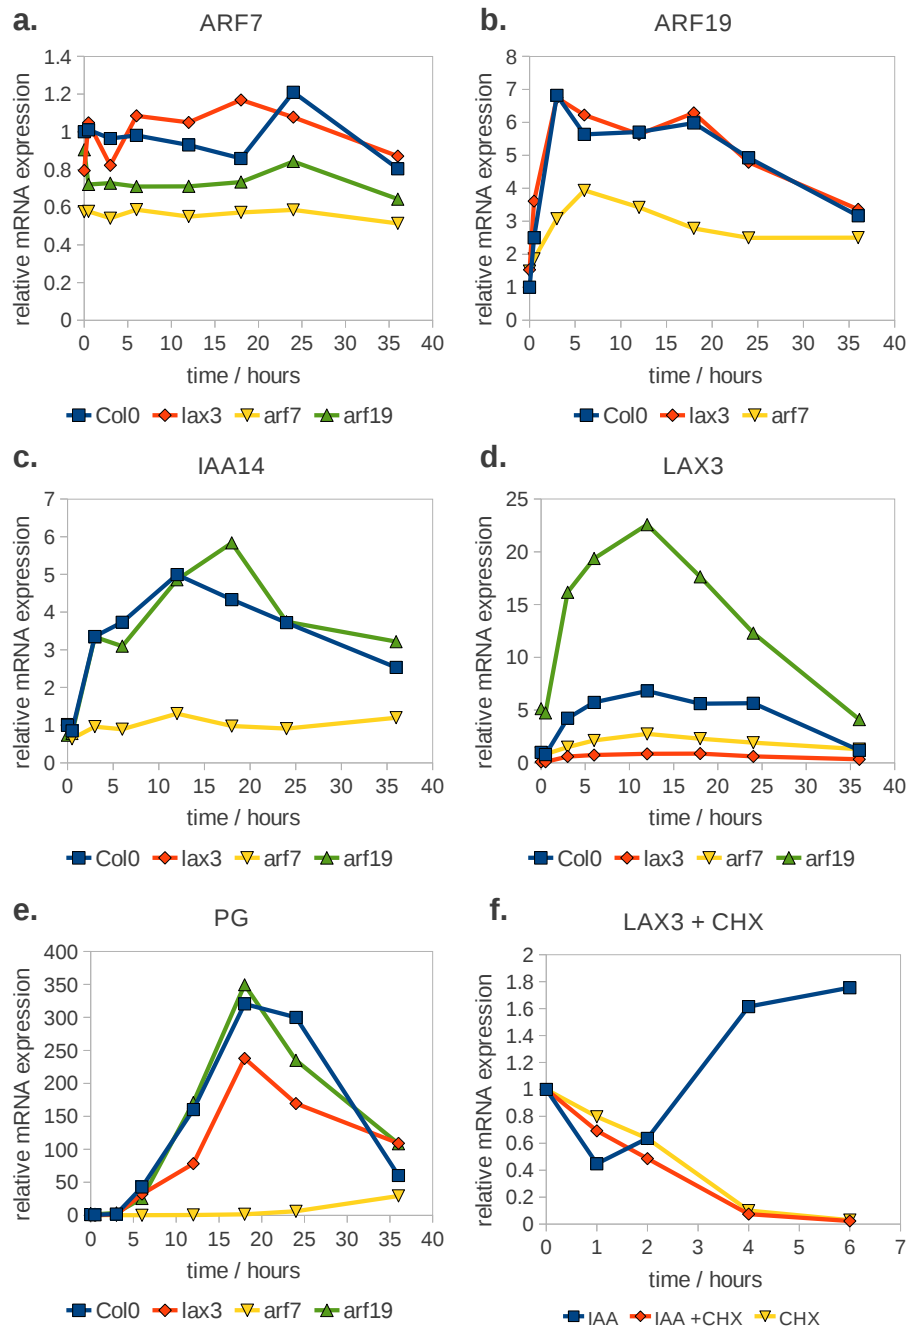 a.
ARF7
relative mRNA expression
1.4
1.2
1
0.8
0.6
0.4
0.2
0
0 5 10 15 20 25 30 35 40
time / hours
Col0 lax3 arf7 arf19
b.
ARF19
relative mRNA expression
8
7
6
5
4
3
2
1
0
0 5 10 15 20 25 30 35 40
time / hours
Col0 lax3 arf7
c.
IAA14
relative mRNA expression
7
6
5
4
3
2
1
0
0 5 10 15 20 25 30 35 40
time / hours
Col0 lax3 arf7 arf19
d.
LAX3
relative mRNA expression
25
20
15
10
5
0
0 5 10 15 20 25 30 35 40
time / hours
Col0 lax3 arf7 arf19
e.
PG
relative mRNA expression
400
350
300
250
200
150
100
50
0
0 5 10 15 20 25 30 35 40
time / hours
Col0 lax3 arf7 arf19
f.
LAX3 + CHX
relative mRNA expression
2
1.8
1.6
1.4
1.2
1
0.8
0.6
0.4
0.2
0
0 1 2 3 4 5 6 7
time / hours
IAA IAA +CHX CHX